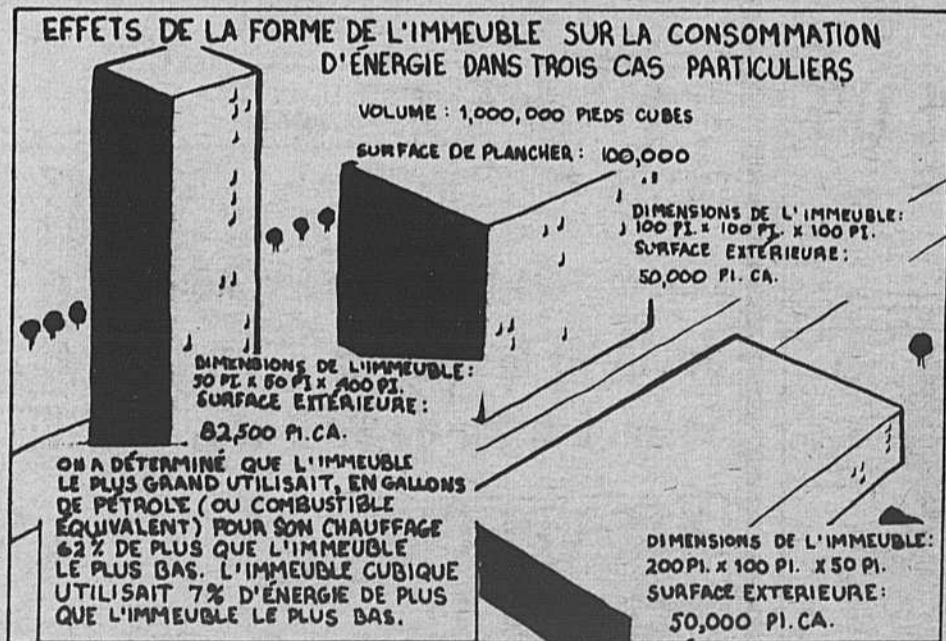 EFFETS DE LA FORME DE L'IMMEUBLE SUR LA CONSOMMATION
D'ÉNERGIE DANS TROIS CAS PARTICULIERS
VOLUME : 1,000,000 PIEDS CUBES
SURFACE DE PLANCHER : 100,000
DIMENSIONS DE L'IMMEUBLE:
100 PI. x 100 PI. x 100 PI.
SURFACE EXTÉRIEURE :
50,000 PI. CA.
DIMENSIONS DE L'IMMEUBLE:
50 PI. x 50 PI x 400 PI.
SURFACE EXTÉRIEURE :
82,500 PI. CA.
ON A DÉTERMINÉ QUE L'IMMEUBLE
LE PLUS GRAND UTILISAIT, EN GALLONS
DE PÉTROLE (OU COMBUSTIBLE
ÉQUIVALENT) POUR SON CHAUFFAGE
62% DE PLUS QUE L'IMMEUBLE
LE PLUS BAS. L'IMMEUBLE CUBIQUE
UTILISAIT 7% D'ÉNERGIE DE PLUS
QUE L'IMMEUBLE LE PLUS BAS.
DIMENSIONS DE L'IMMEUBLE:
200 PI. x 100 PI. x 50 PI.
SURFACE EXTERIEURE :
50,000 PI. CA.